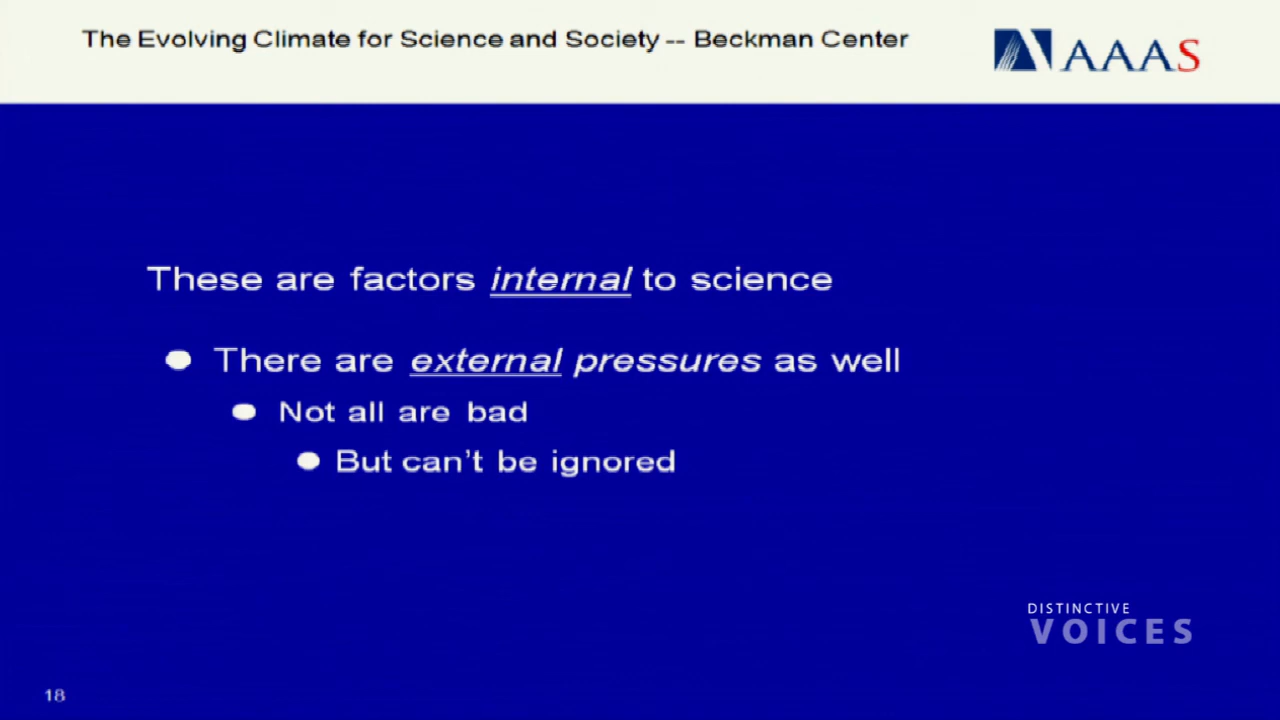 The Evolving Climate for Science and Society -- Beckman Center
AAAS
These are factors internal to science
There are external pressures as well
Not all are bad
But can't be ignored
DISTINCTIVE
VOICES
18